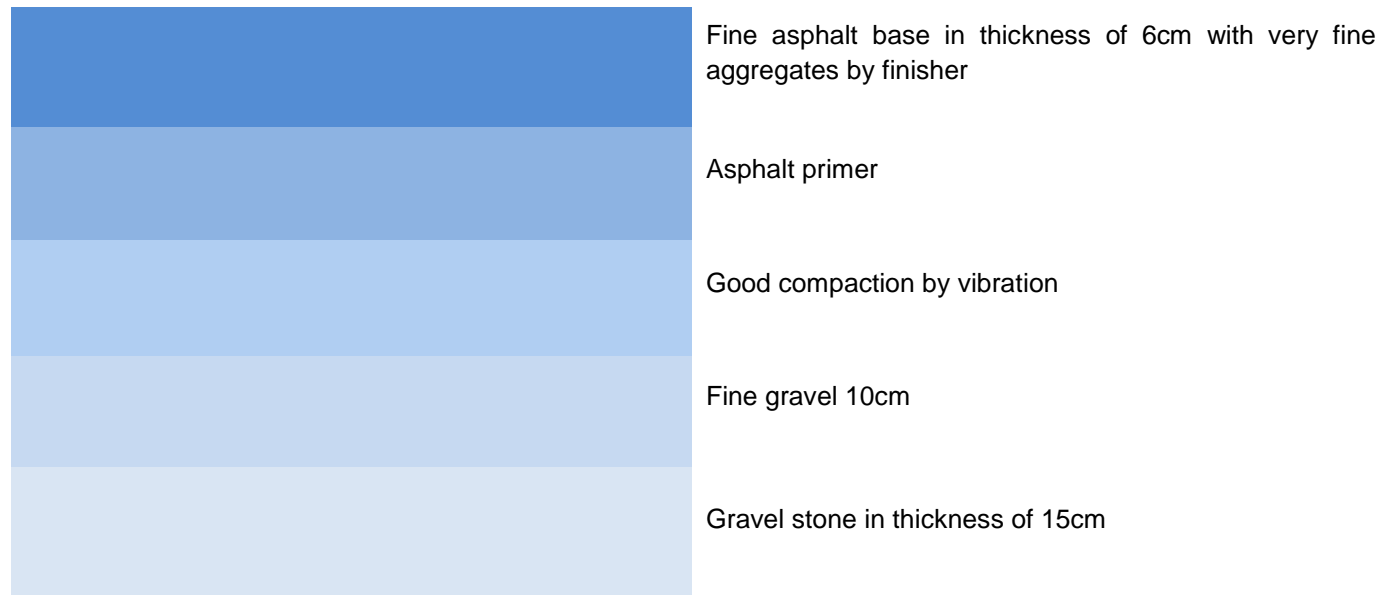 Fine asphalt base in thickness of 6cm with very fine
aggregates by finisher
Asphalt primer
Good compaction by vibration
Fine gravel 10cm
Gravel stone in thickness of 15cm